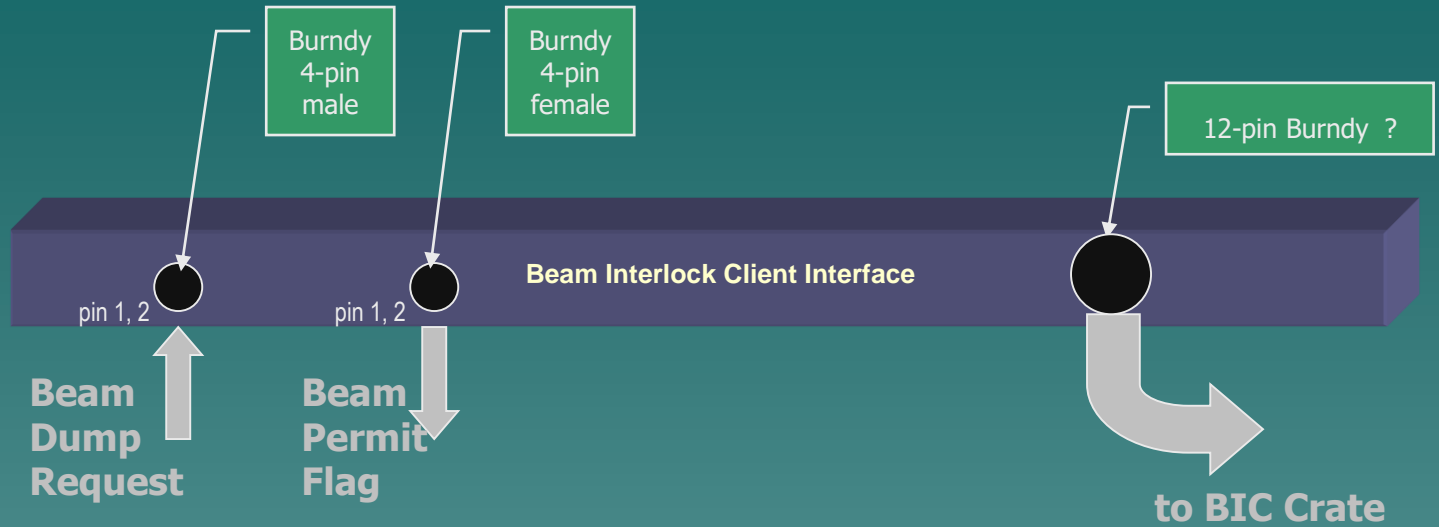 Burndy
4-pin
male
Burndy
4-pin
female
12-pin Burndy ?
Beam Interlock Client Interface
pin 1, 2
pin 1, 2
Beam
Dump
Request
Beam
Permit
Flag
to BIC Crate